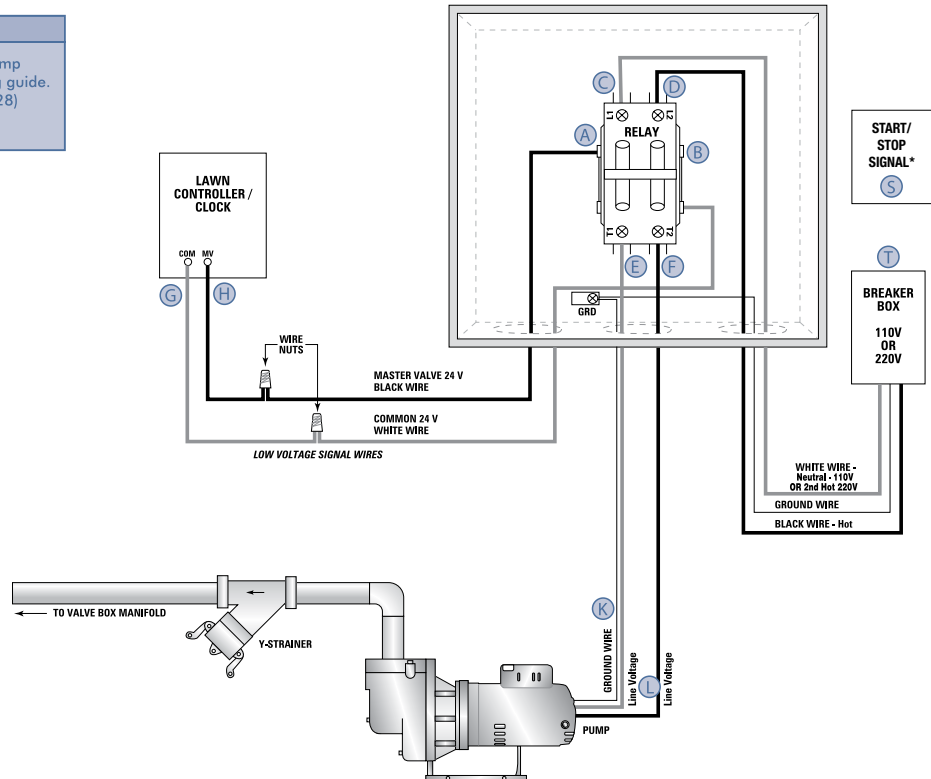 mp
g guide.
28)
LAWN
CONTROLLER /
CLOCK
COM MV
G
H
WIRE
NUTS
MASTER VALVE 24 V
BLACK WIRE
COMMON 24 V
WHITE WIRE
LOW VOLTAGE SIGNAL WIRES
C
D
A
B
L1
L2
RELAY
T1
T2
E
F
GRD
START/
STOP
SIGNAL*
S
T
BREAKER
BOX
110V
OR
220V
WHITE WIRE -
Neutral - 110V
OR 2nd Hot 220V
GROUND WIRE
BLACK WIRE - Hot
TO VALVE BOX MANIFOLD
Y-STRAINER
K
GROUND WIRE
Line Voltage
L
Line Voltage
PUMP